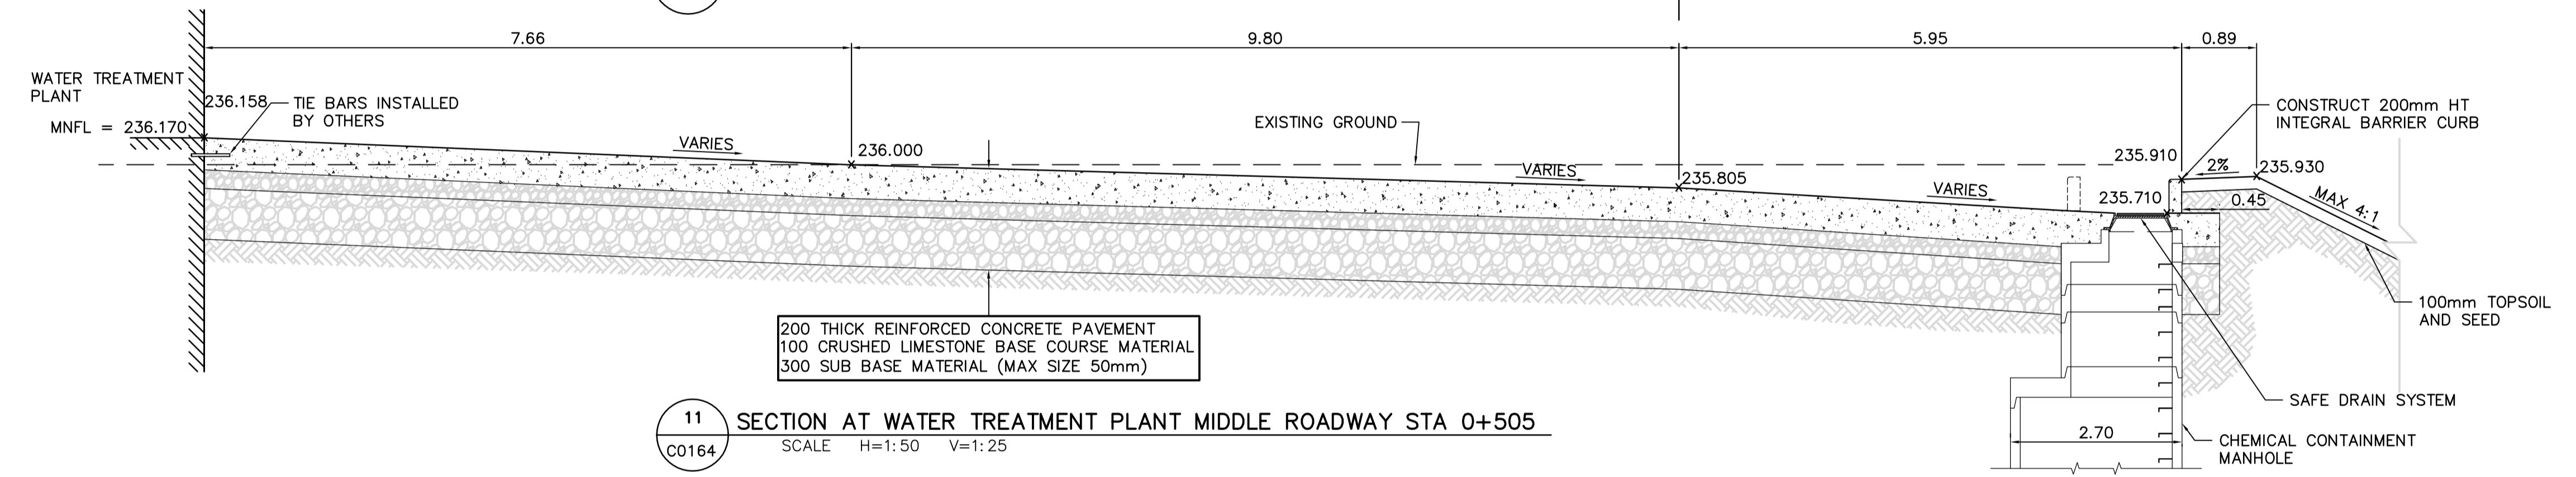 7.66
9.80
5.95
0.89
WATER TREATMENT
PLANT
236.158
TIE BARS INSTALLED
BY OTHERS
MNFL = 236.170
VARIES
236.000
EXISTING GROUND
VARIES
235.805
VARIES
235.910
2%
235.930
235.710
0.45
MAX 4:1
CONSTRUCT 200mm HT
INTEGRAL BARRIER CURB
100mm TOPSOIL
AND SEED
200 THICK REINFORCED CONCRETE PAVEMENT
100 CRUSHED LIMESTONE BASE COURSE MATERIAL
300 SUB BASE MATERIAL (MAX SIZE 50mm)
SAFE DRAIN SYSTEM
2.70
CHEMICAL CONTAINMENT
MANHOLE
11
C0164
SECTION AT WATER TREATMENT PLANT MIDDLE ROADWAY STA 0+505
SCALE H=1:50 V=1:25